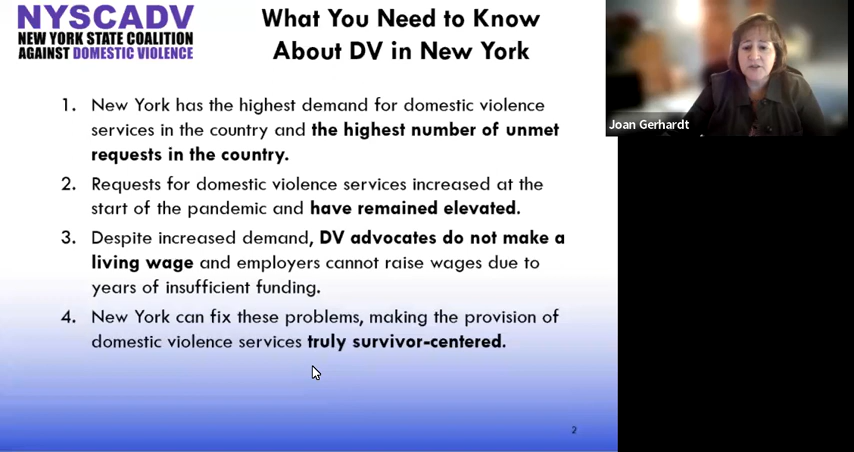 NYSCADV
NEW YORK STATE COALITION
AGAINST DOMESTIC VIOLENCE
What You Need to Know
About DV in New York
1. New York has the highest demand for domestic violence
services in the country and the highest number of unmet
requests in the country.
2. Requests for domestic violence services increased at the
start of the pandemic and have remained elevated.
3. Despite increased demand, DV advocates do not make a
living wage and employers cannot raise wages due to
years of insufficient funding.
4. New York can fix these problems, making the provision of
domestic violence services truly survivor-centered.
2
Joan Gerhardt